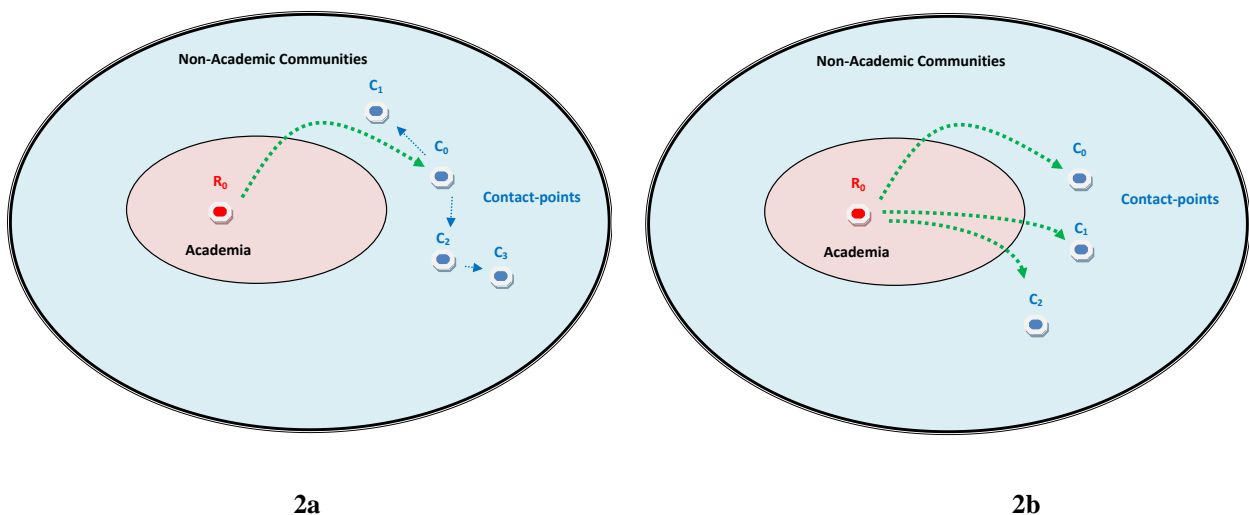 Non-Academic Communities
C₁
C₀
R₀
Contact-points
Academia
C₂
C₃
2a
Non-Academic Communities
C₀
R₀
Contact-points
C₁
Academia
C₂
2b